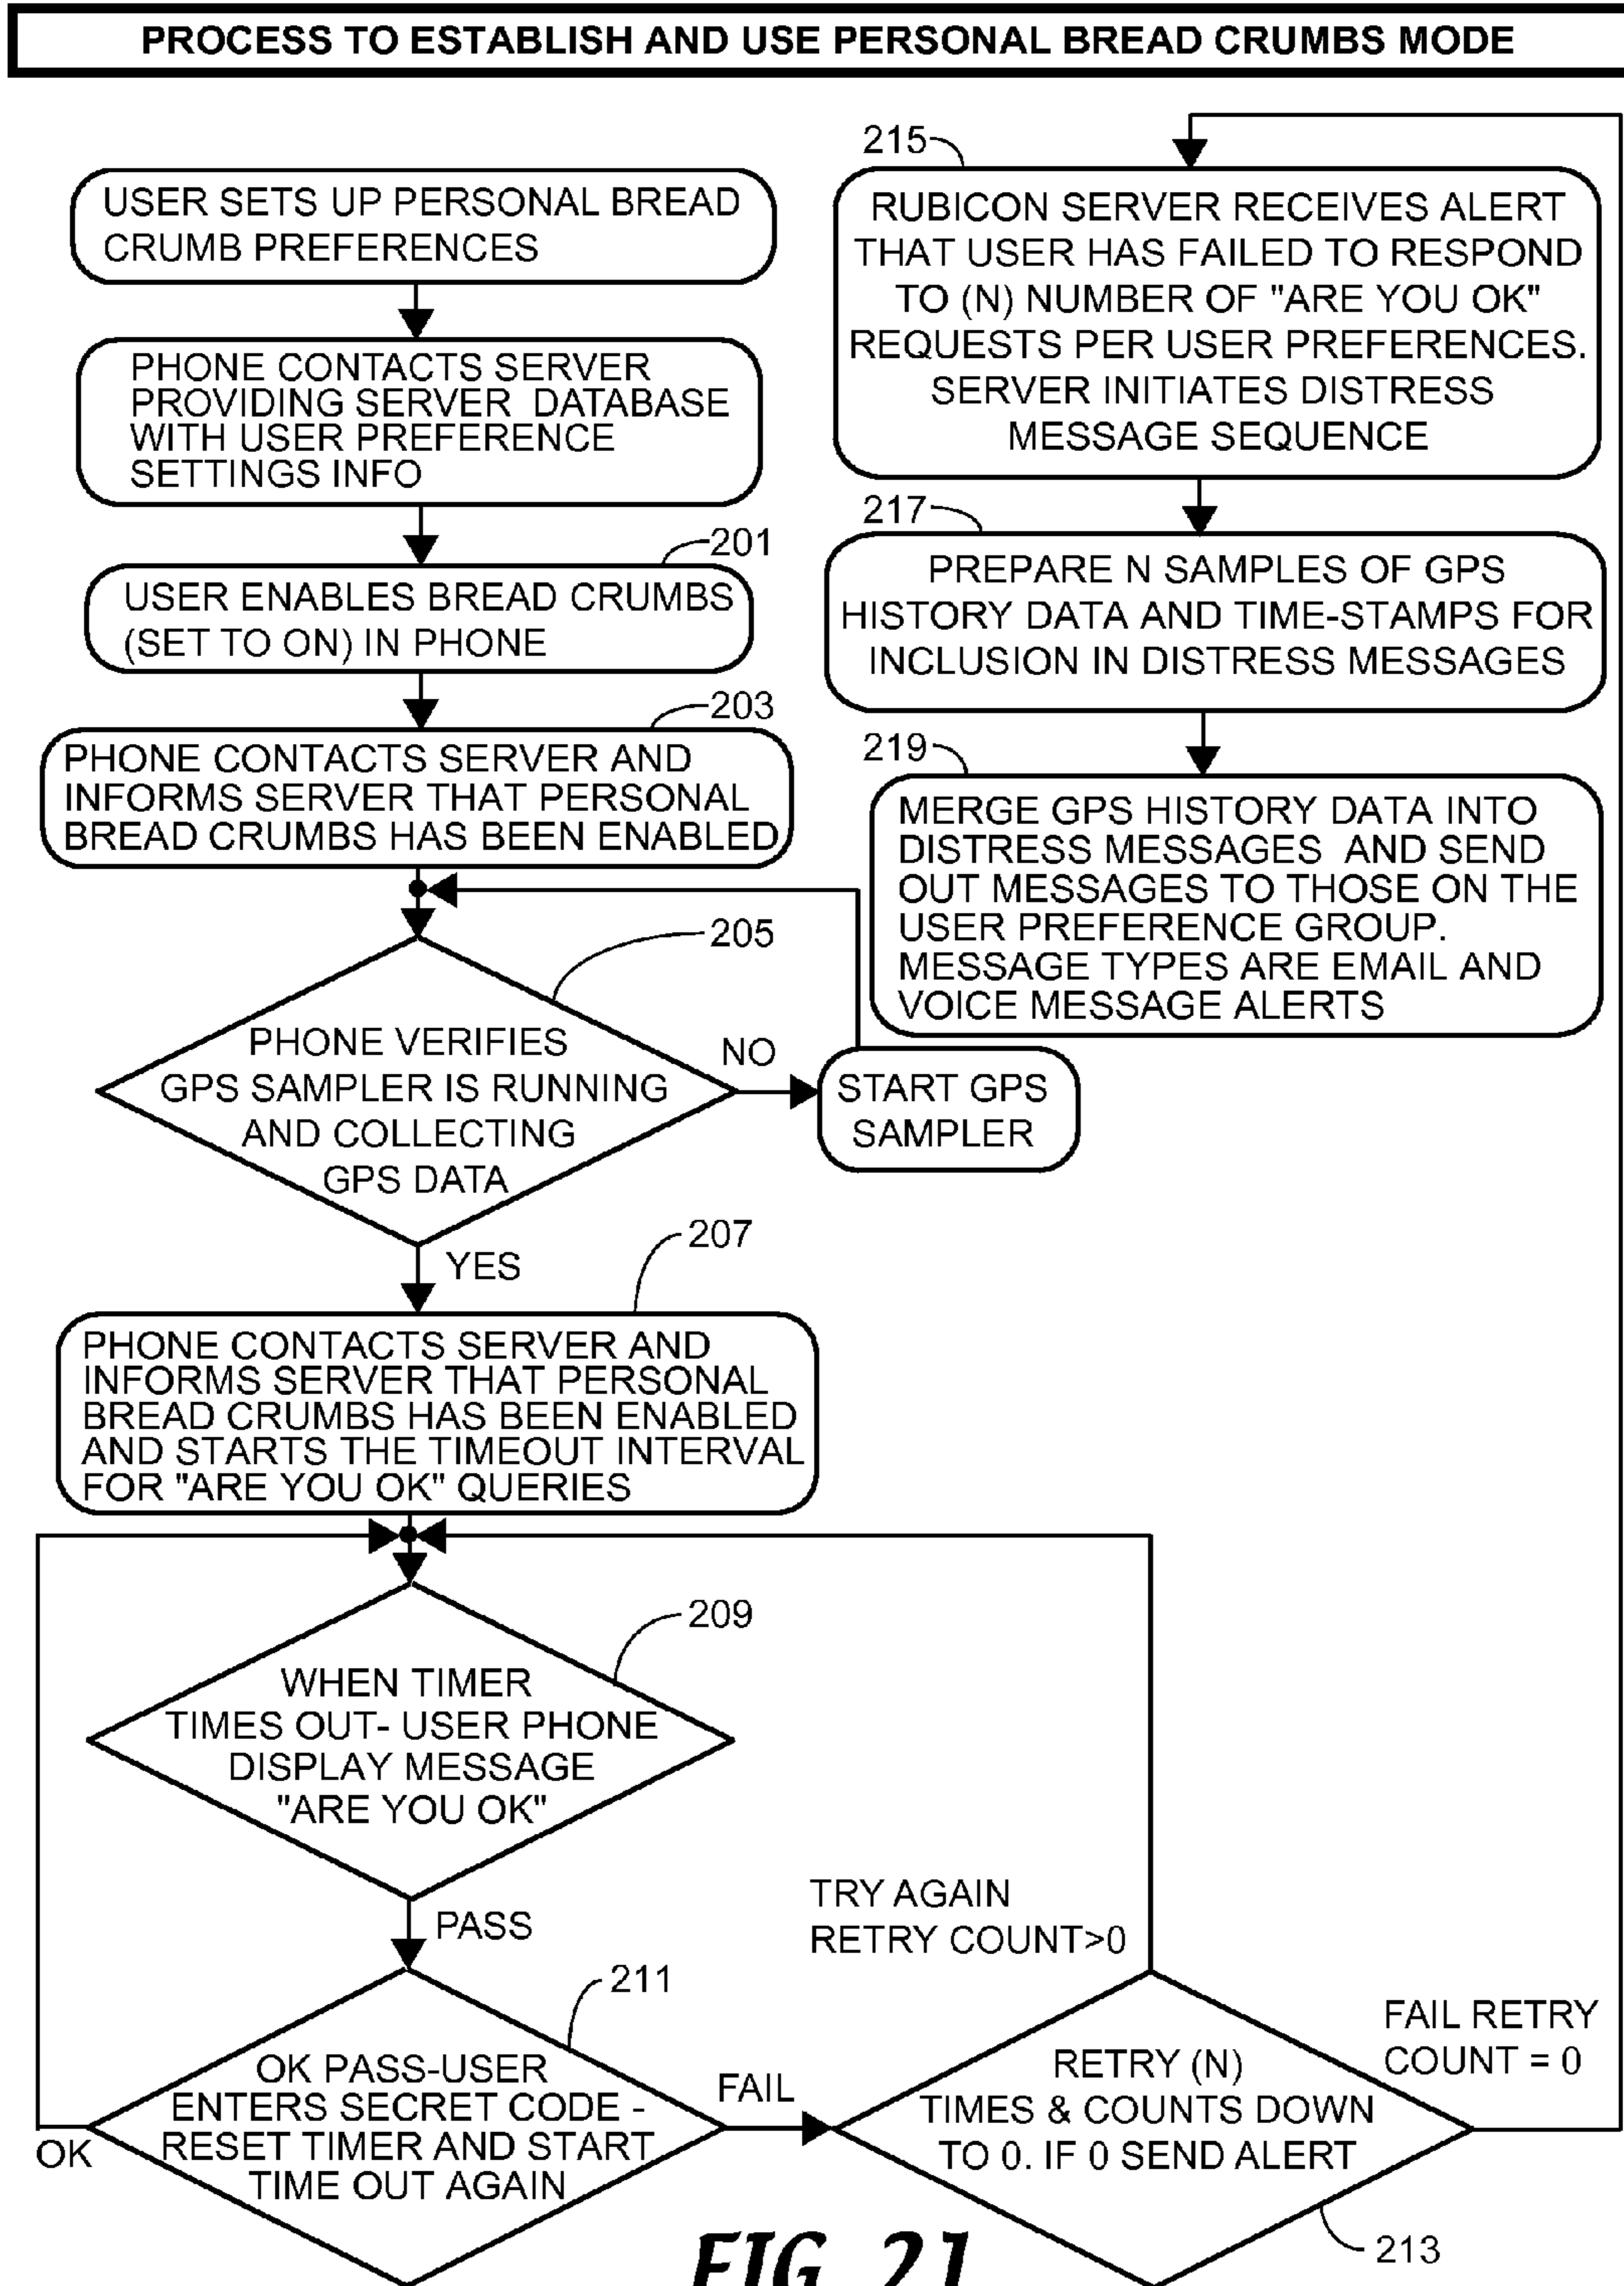 PROCESS TO ESTABLISH AND USE PERSONAL BREAD CRUMBS MODE
USER SETS UP PERSONAL BREAD
CRUMB PREFERENCES
PHONE CONTACTS SERVER
PROVIDING SERVER DATABASE
WITH USER PREFERENCE
SETTINGS INFO
201
USER ENABLES BREAD CRUMBS
(SET TO ON) IN PHONE
203
PHONE CONTACTS SERVER AND
INFORMS SERVER THAT PERSONAL
BREAD CRUMBS HAS BEEN ENABLED
205
PHONE VERIFIES
GPS SAMPLER IS RUNNING
AND COLLECTING
GPS DATA
NO
START GPS
SAMPLER
YES
207
PHONE CONTACTS SERVER AND
INFORMS SERVER THAT PERSONAL
BREAD CRUMBS HAS BEEN ENABLED
AND STARTS THE TIMEOUT INTERVAL
FOR "ARE YOU OK" QUERIES
209
WHEN TIMER
TIMES OUT- USER PHONE
DISPLAY MESSAGE
"ARE YOU OK"
PASS
211
OK PASS-USER
ENTERS SECRET CODE -
RESET TIMER AND START
TIME OUT AGAIN
OK
FAIL
TRY AGAIN
RETRY COUNT>0
RETRY (N)
TIMES & COUNTS DOWN
TO 0. IF 0 SEND ALERT
213
FAIL RETRY
COUNT = 0
215
RUBICON SERVER RECEIVES ALERT
THAT USER HAS FAILED TO RESPOND
TO (N) NUMBER OF "ARE YOU OK"
REQUESTS PER USER PREFERENCES.
SERVER INITIATES DISTRESS
MESSAGE SEQUENCE
217
PREPARE N SAMPLES OF GPS
HISTORY DATA AND TIME-STAMPS FOR
INCLUSION IN DISTRESS MESSAGES
219
MERGE GPS HISTORY DATA INTO
DISTRESS MESSAGES AND SEND
OUT MESSAGES TO THOSE ON THE
USER PREFERENCE GROUP.
MESSAGE TYPES ARE EMAIL AND
VOICE MESSAGE ALERTS
FIG 21